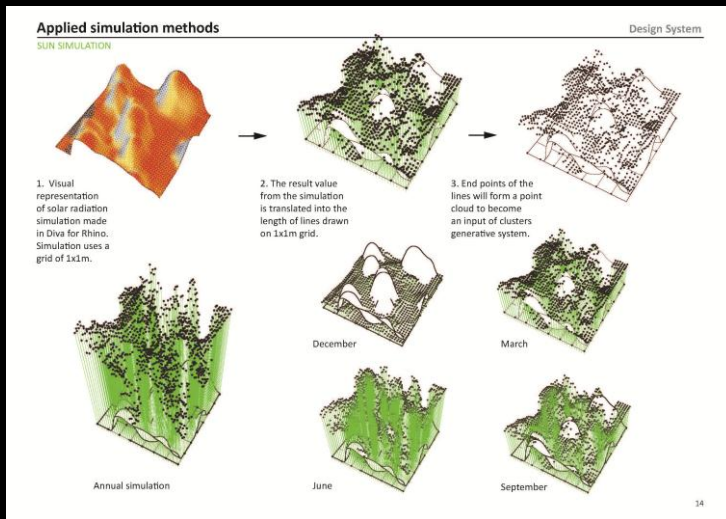 Applied simulation methods
Design System
SUN SIMULATION
1. Visual
representation
of solar radiation
simulation made
in Diva for Rhino.
Simulation uses a
grid of 1x1m.
2. The result value
from the simulation
is translated into the
length of lines drawn
on 1x1m grid.
3. End points of the
lines will form a point
cloud to become
an input of clusters
generative system.
December
March
Annual simulation
June
September
14